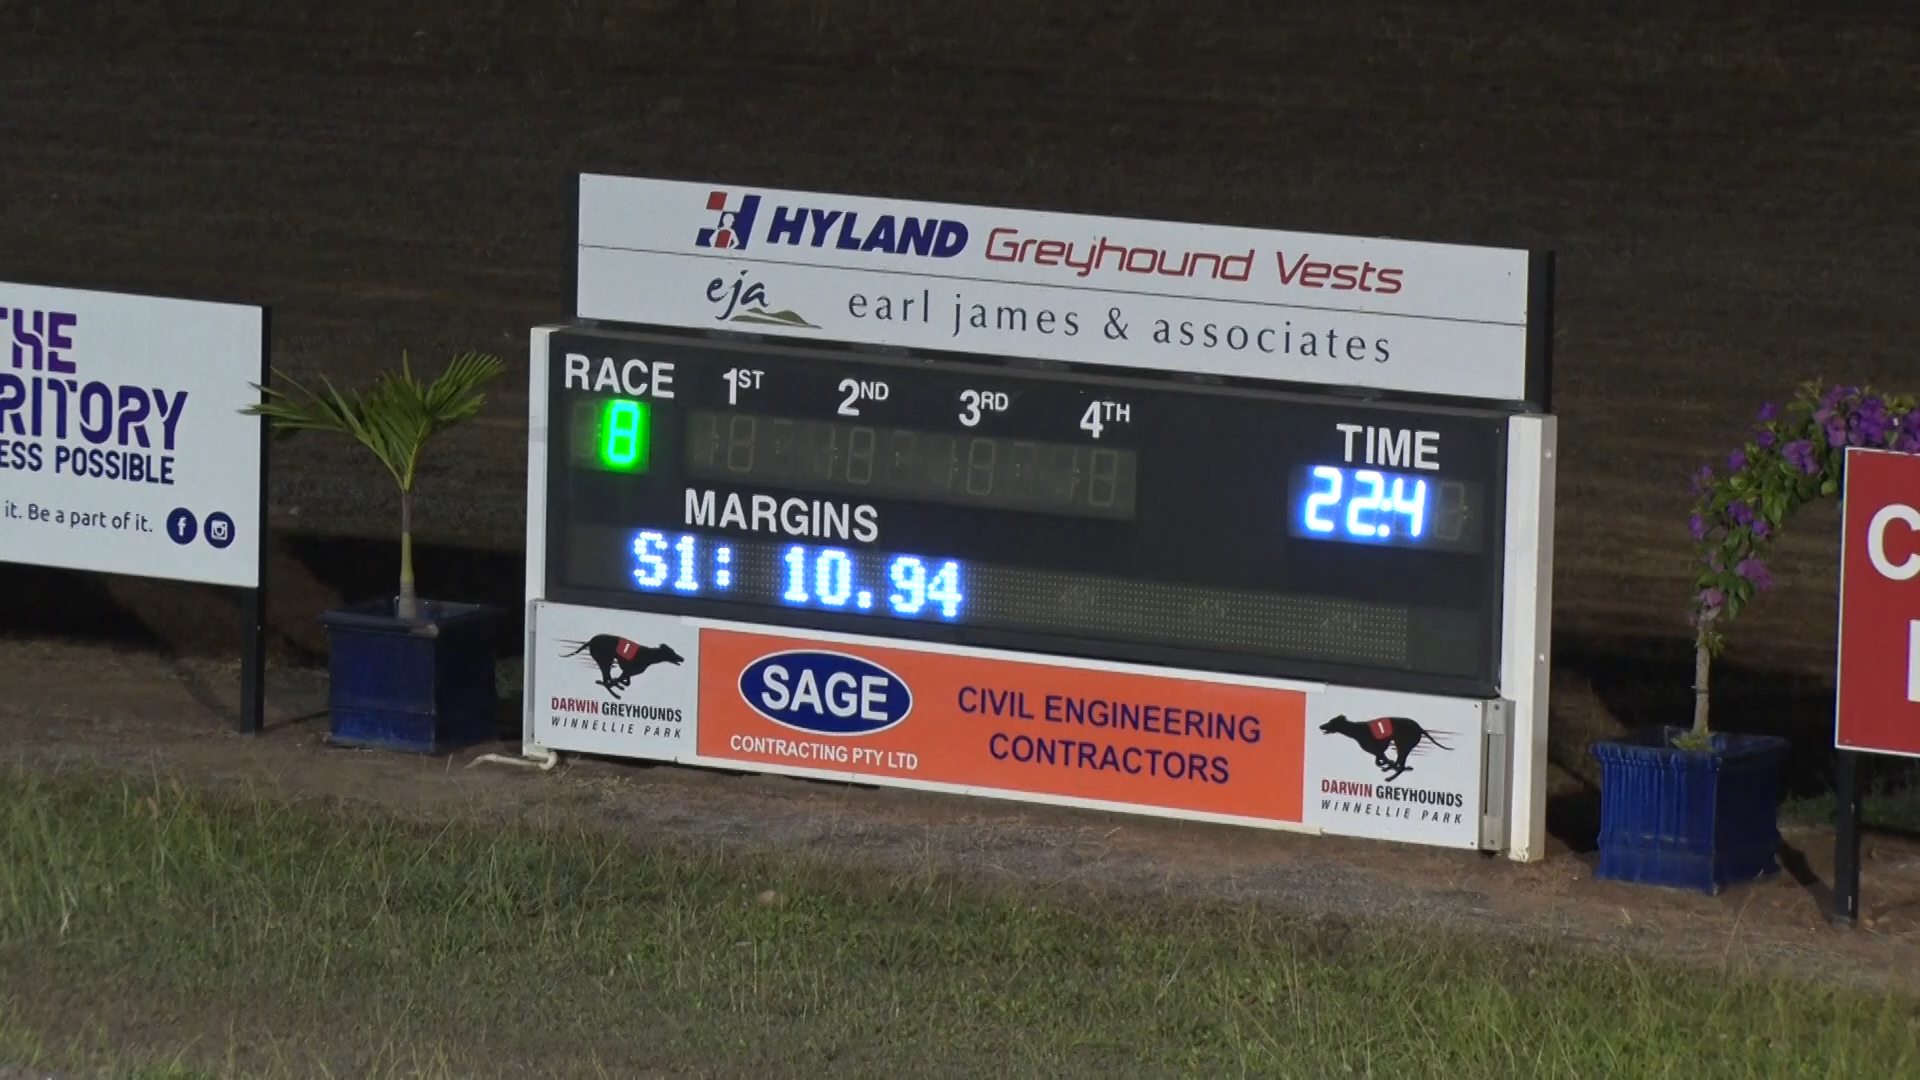 HYLAND Greyhound Vests
eja earl james & associates
RACE 1ST 2ND 3RD 4TH TIME
8 22:4
MARGINS
S1: 10.94
1
DARWIN GREYHOUNDS
WINNELLIE PARK
SAGE
CONTRACTING PTY LTD
CIVIL ENGINEERING
CONTRACTORS
1
DARWIN GREYHOUNDS
WINNELLIE PARK
THE
RITORY
ESS POSSIBLE
it. Be a part of it. f
C